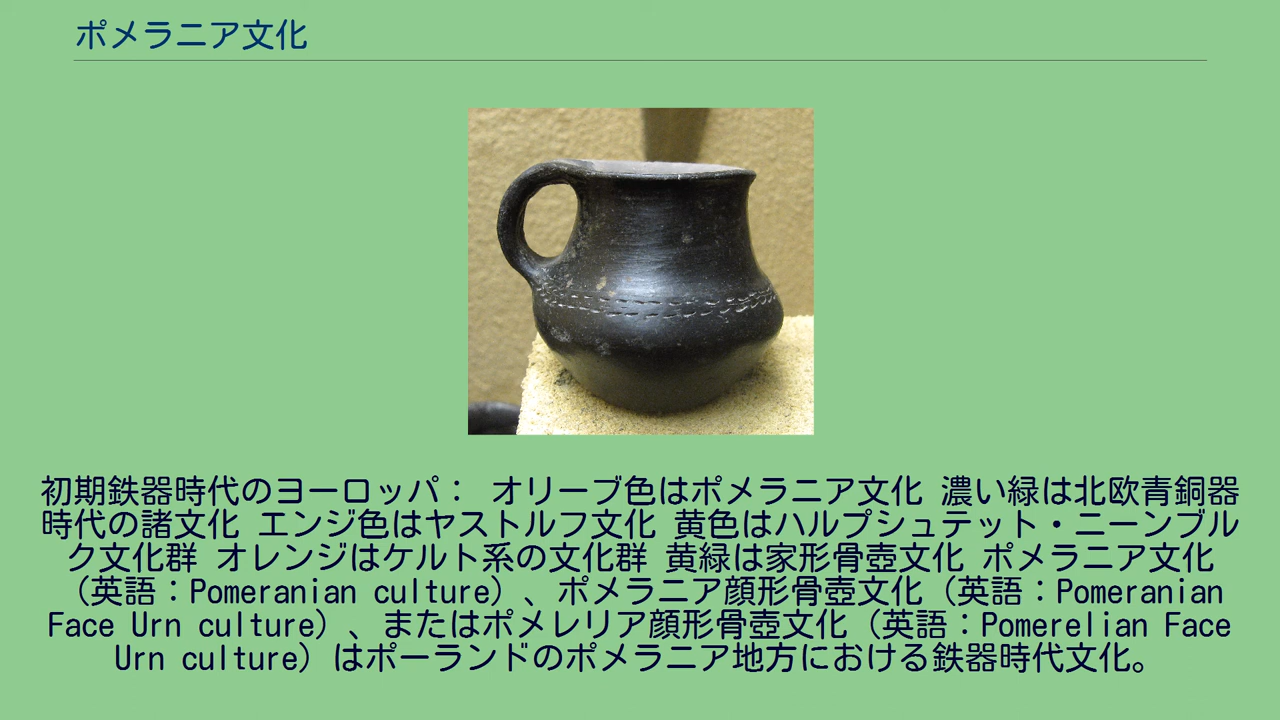 ポメラニア文化
初期鉄器時代のヨーロッパ： オリーブ色はポメラニア文化 濃い緑は北欧青銅器
時代の諸文化 エンジ色はヤストルフ文化 黄色はハルプシュテット・ニーンブル
ク文化群 オレンジはケルト系の文化群 黄緑は家形骨壺文化 ポメラニア文化
（英語：Pomeranian culture）、ポメラニア顔形骨壺文化（英語：Pomeranian
Face Urn culture）、またはポメレリア顔形骨壺文化（英語：Pomerelian Face
Urn culture）はポーランドのポメラニア地方における鉄器時代文化。